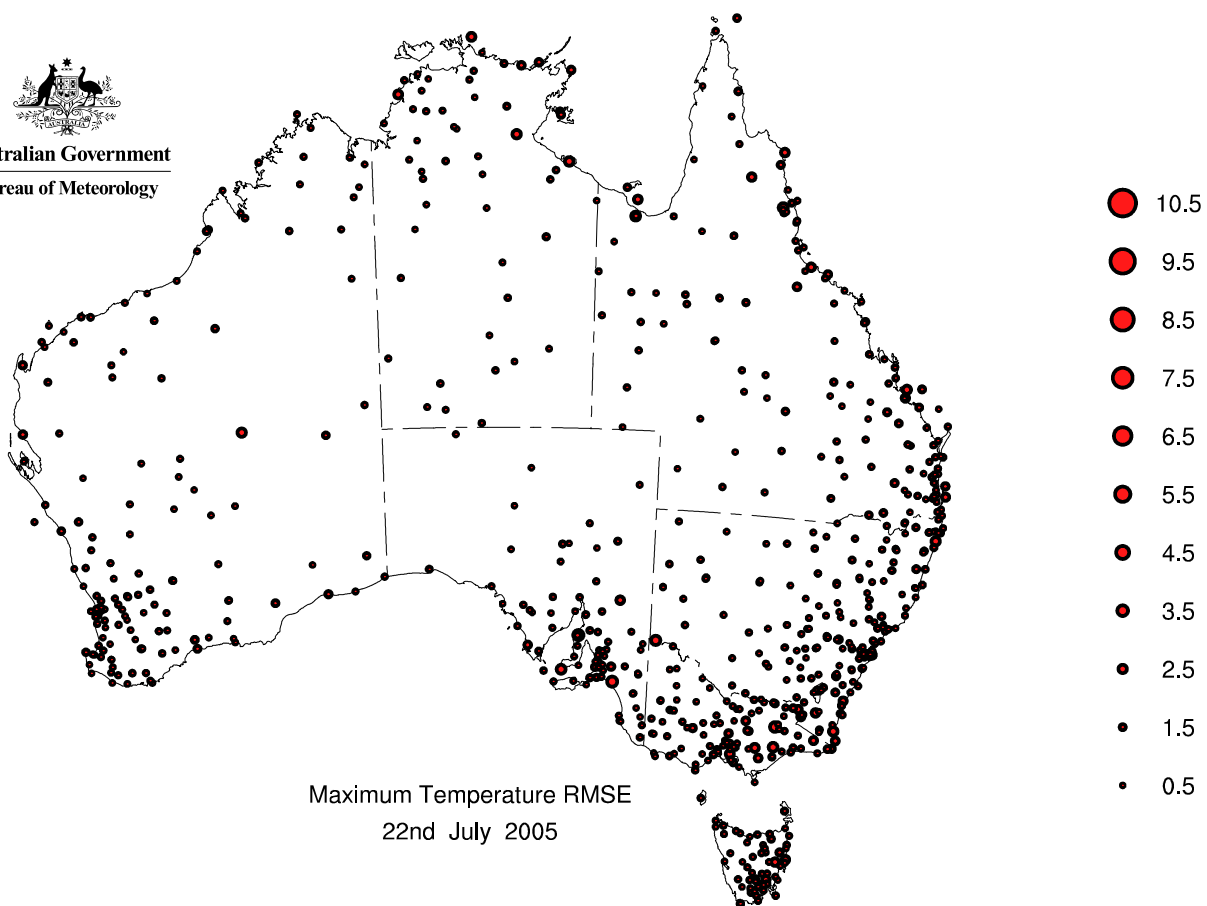 AUSTRALIA
tralian Government
reau of Meteorology
10.5
9.5
8.5
7.5
6.5
5.5
4.5
3.5
2.5
1.5
0.5
Maximum Temperature RMSE
22nd July 2005